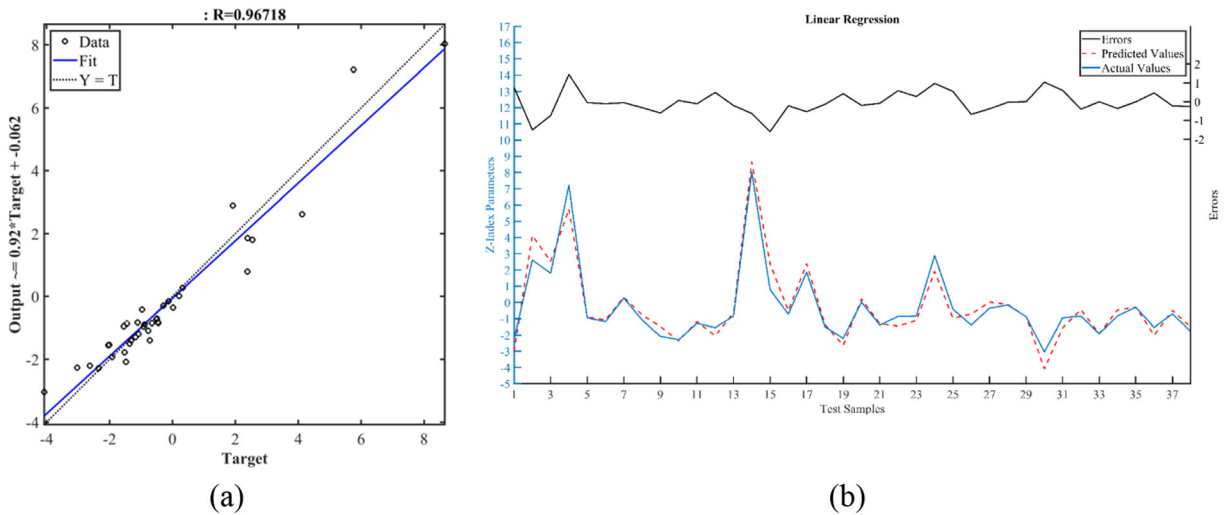 : R=0.96718
Data
Fit
Y = T
Output ~= 0.92*Target + -0.062
8
6
4
2
0
-2
-4
-4 -2 0 2 4 6 8
Target
(a)
Linear Regression
Errors
Predicted Values
Actual Values
Z-Index Parameters
17
16
15
14
13
12
11
10
9
8
7
6
5
4
3
2
1
0
-1
-2
-3
-4
-5
2
1
0
-1
-2
Errors
1 3 5 7 9 11 13 15 17 19 21 23 25 27 29 31 33 35 37
Test Samples
(b)